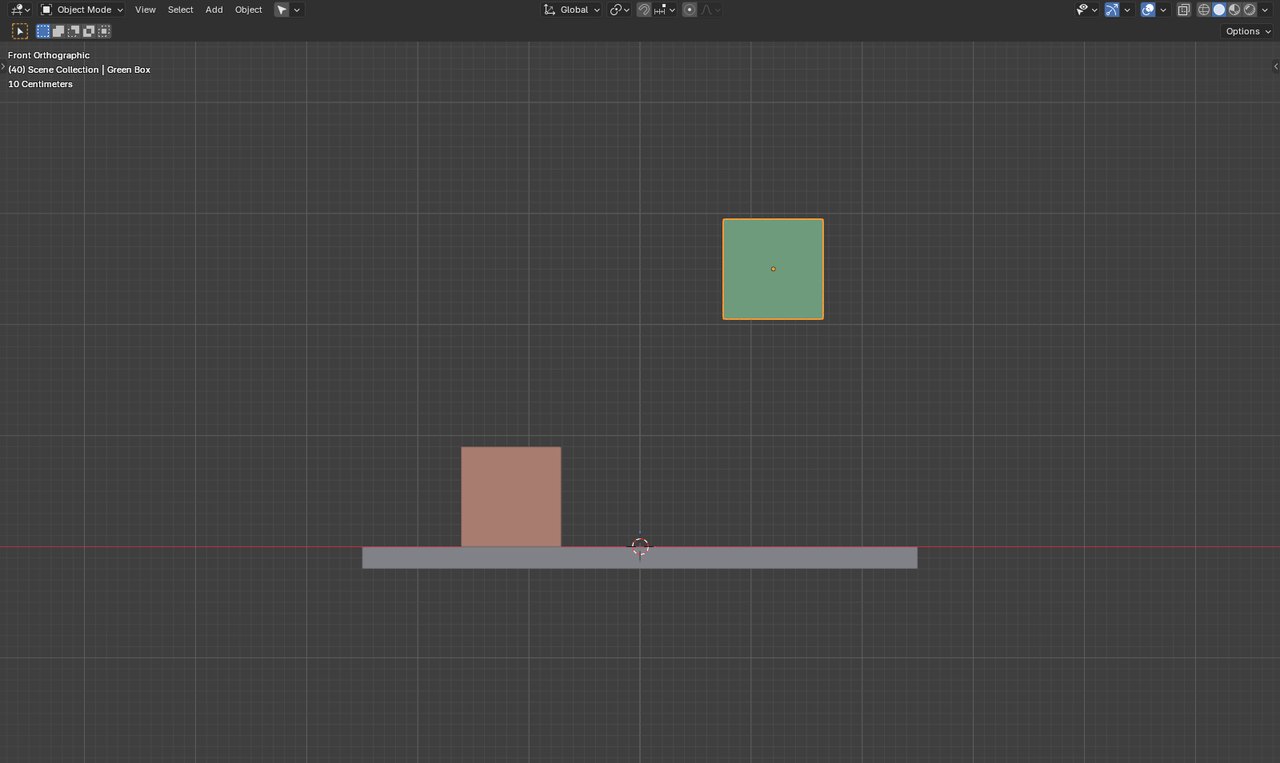 Object Mode View Select Add Object Global
Options
Front Orthographic
(40) Scene Collection | Green Box
10 Centimeters